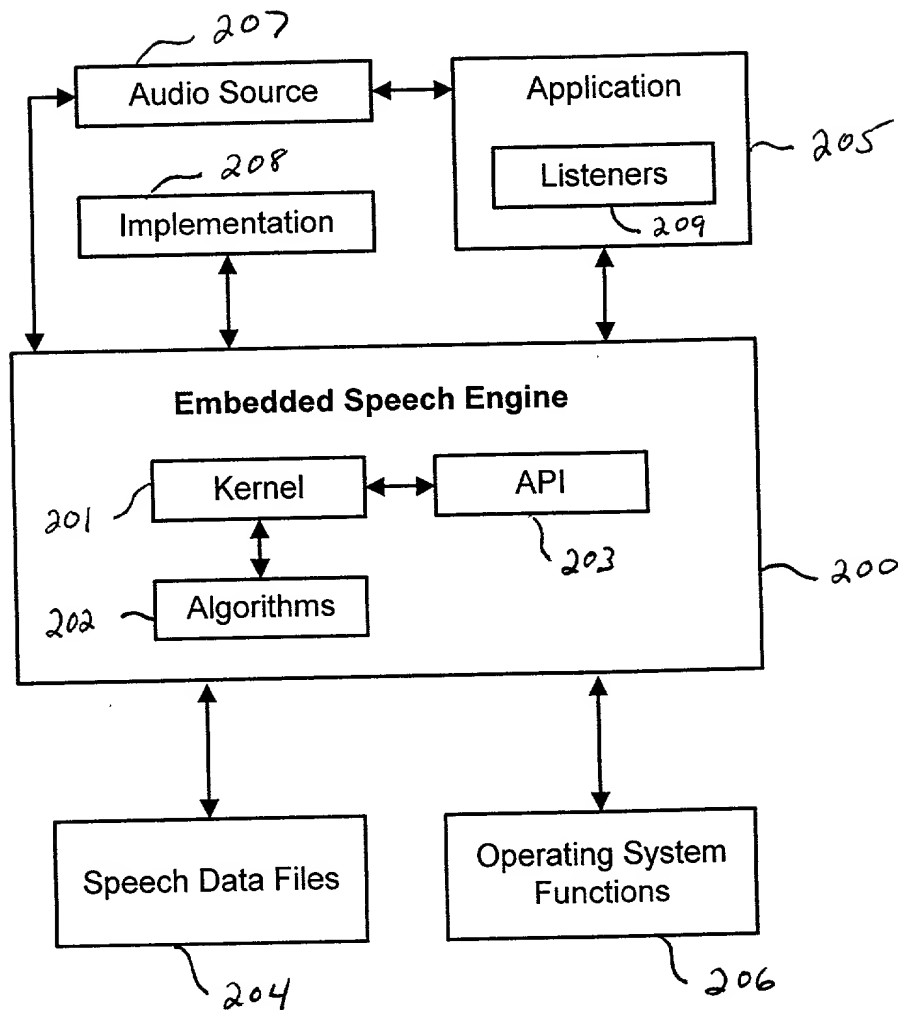 207
Audio Source
Application
205
208
Listeners
Implementation
209
Embedded Speech Engine
Kernel
API
201
203
200
Algorithms
202
Speech Data Files
Operating System
Functions
204
206